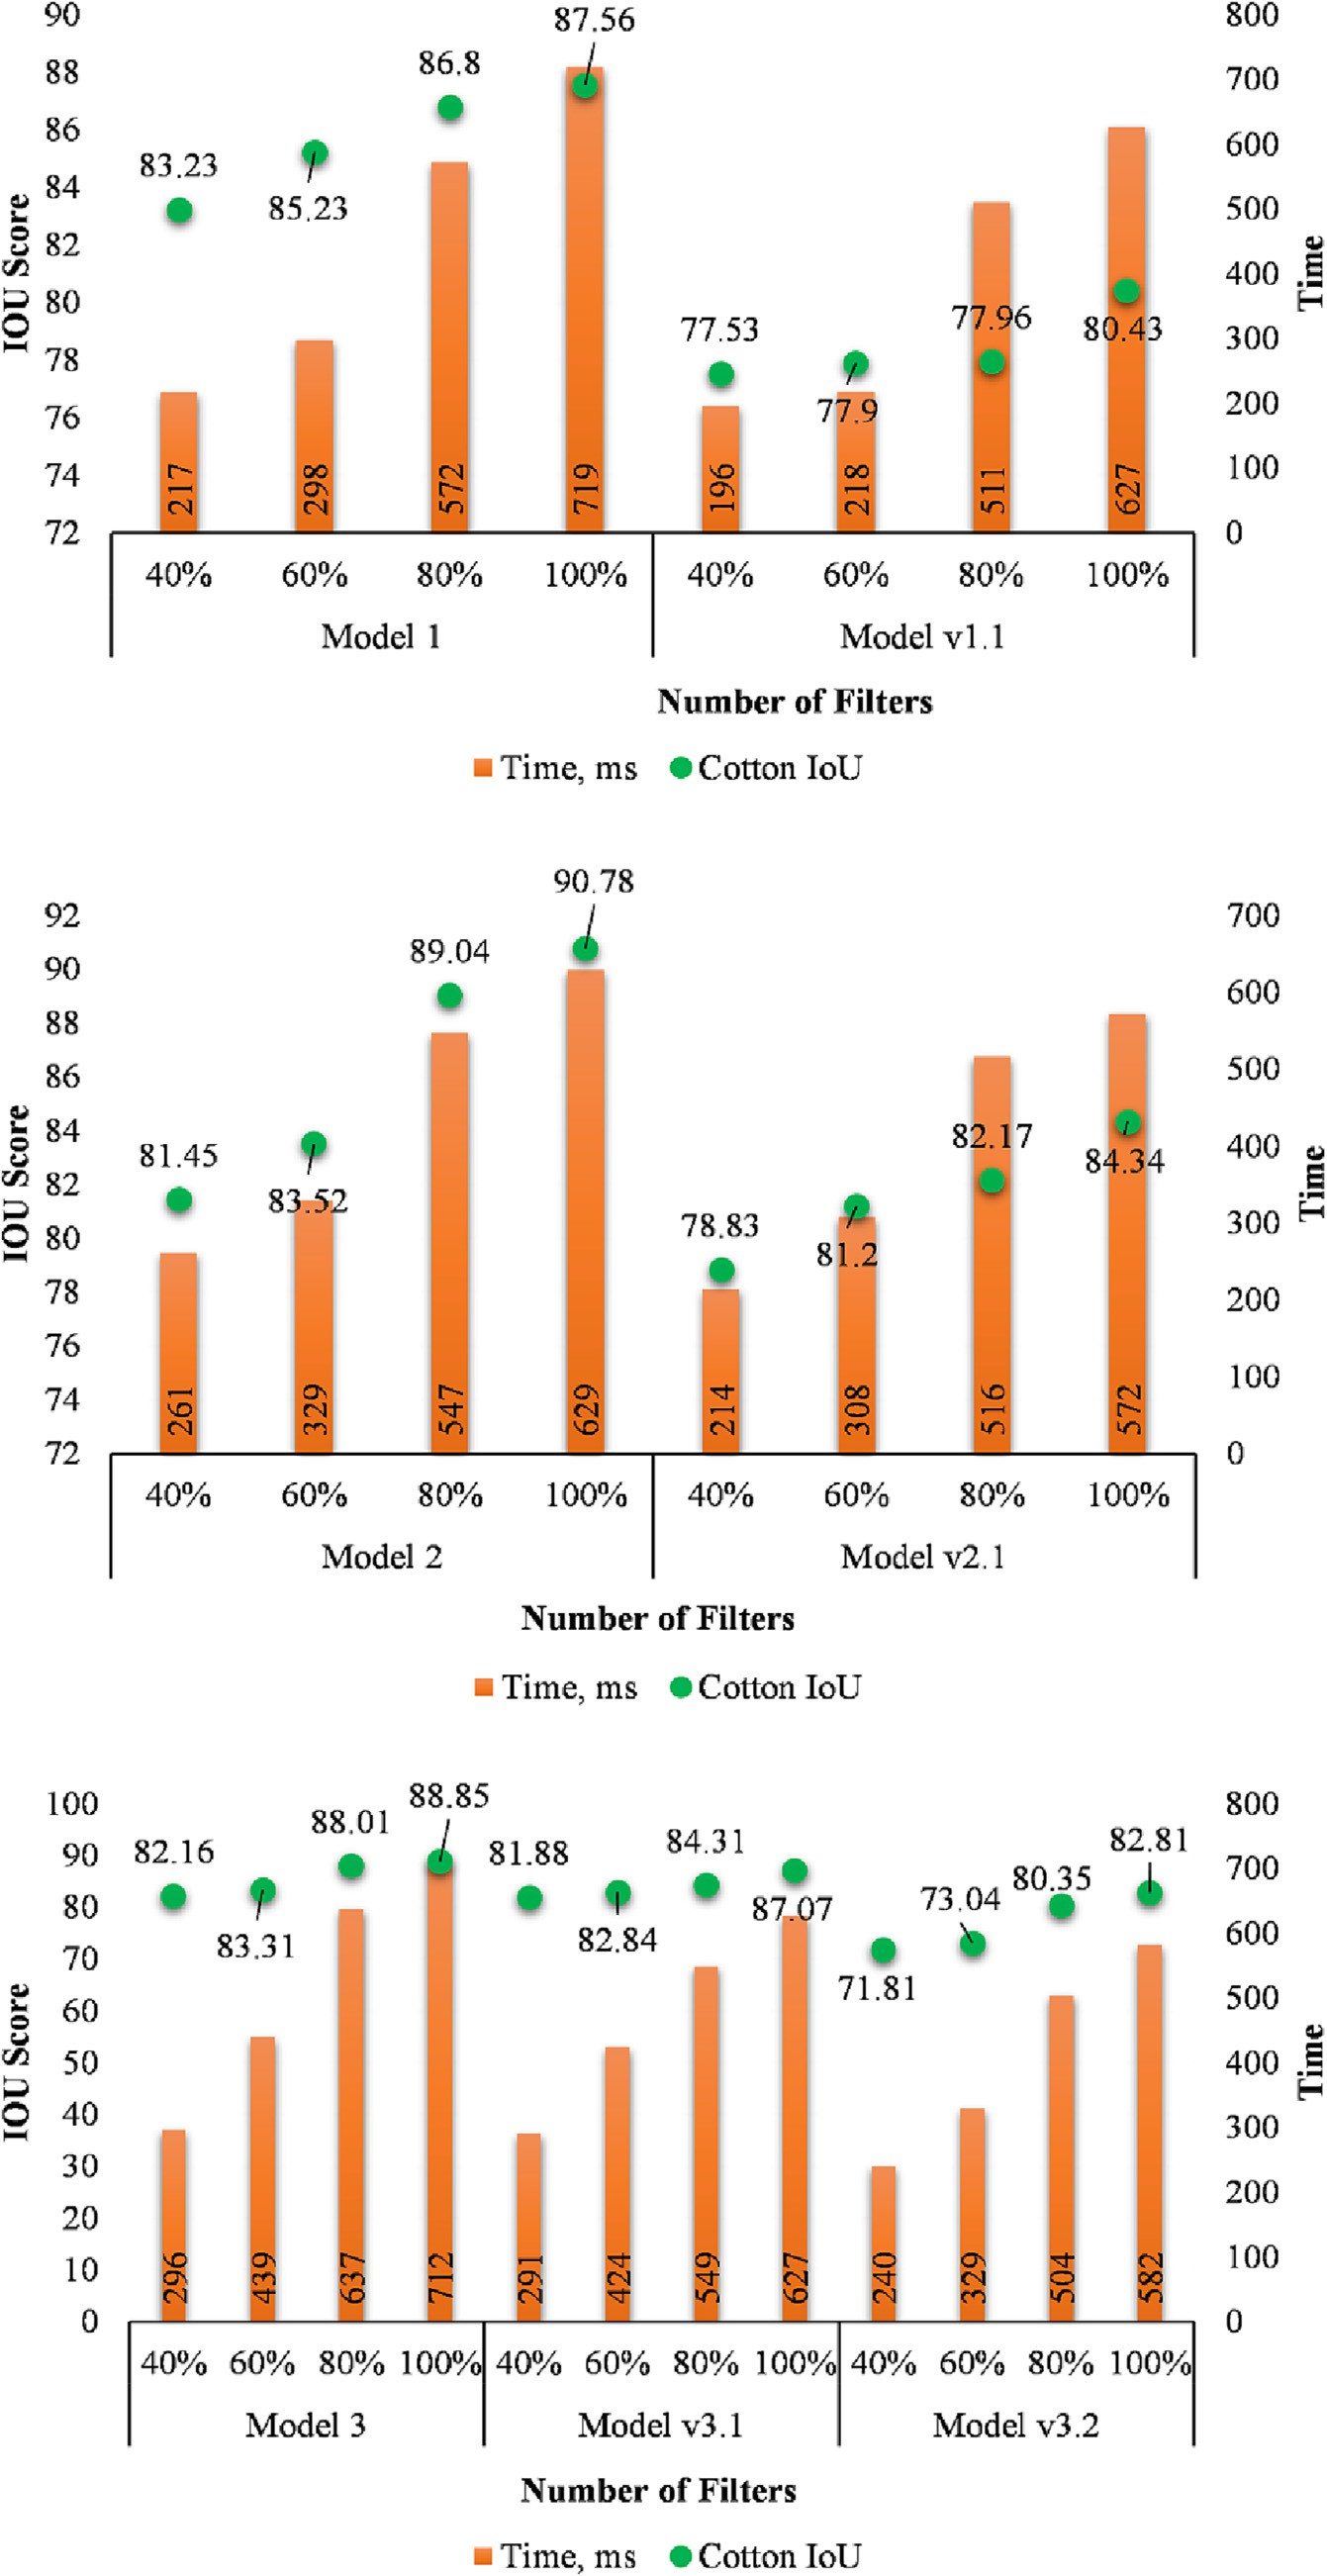 90 87.56 800
88 86.8 700
86 83.23 600
84 85.23 500
82 400
80 77.53 77.96 80.43 300
78 77.9 200
76 100
74 217 298 572 719 196 218 511 627
72 0
IOU Score
Time
40% 60% 80% 100% 40% 60% 80% 100%
Model 1 Model v1.1
Number of Filters
Time, ms Cotton IoU
90.78
92 89.04 700
90 600
88 500
86 81.45 400
84 83.52 82.17 84.34
82 78.83 81.2 300
80 200
78 100
76
74 261 329 547 629 214 308 516 572
72 0
IOU Score
Time
40% 60% 80% 100% 40% 60% 80% 100%
Model 2 Model v2.1
Number of Filters
Time, ms Cotton IoU
100 88.85 800
82.16 88.01 81.88 84.31 82.81
90 83.31 82.84 87.07 73.04 80.35 700
80 71.81 600
70 500
60 400
50 300
40 200
30 100
20
10 296 439 637 712 291 424 549 627 240 329 504 582
0 0
IOU Score
Time
40% 60% 80% 100% 40% 60% 80% 100% 40% 60% 80% 100%
Model 3 Model v3.1 Model v3.2
Number of Filters
Time, ms Cotton IoU